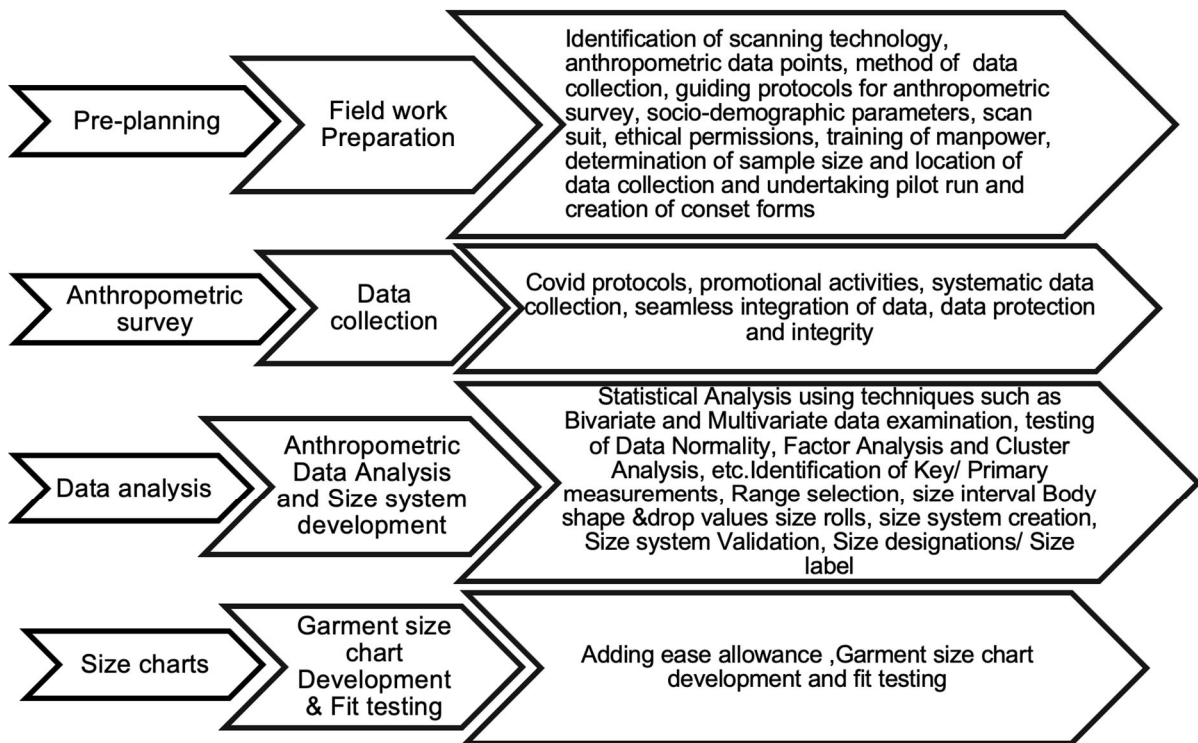 Pre-planning
Field work
Preparation
Identification of scanning technology,
anthropometric data points, method of data
collection, guiding protocols for anthropometric
survey, socio-demographic parameters, scan
suit, ethical permissions, training of manpower,
determination of sample size and location of
data collection and undertaking pilot run and
creation of conset forms
Anthropometric
survey
Data
collection
Covid protocols, promotional activities, systematic data
collection, seamless integration of data, data protection
and integrity
Data analysis
Anthropometric
Data Analysis
and Size system
development
Statistical Analysis using techniques such as
Bivariate and Multivariate data examination, testing
of Data Normality, Factor Analysis and Cluster
Analysis, etc.Identification of Key/ Primary
measurements, Range selection, size interval Body
shape &drop values size rolls, size system creation,
Size system Validation, Size designations/ Size
label
Size charts
Garment size
chart
Development
& Fit testing
Adding ease allowance ,Garment size chart
development and fit testing